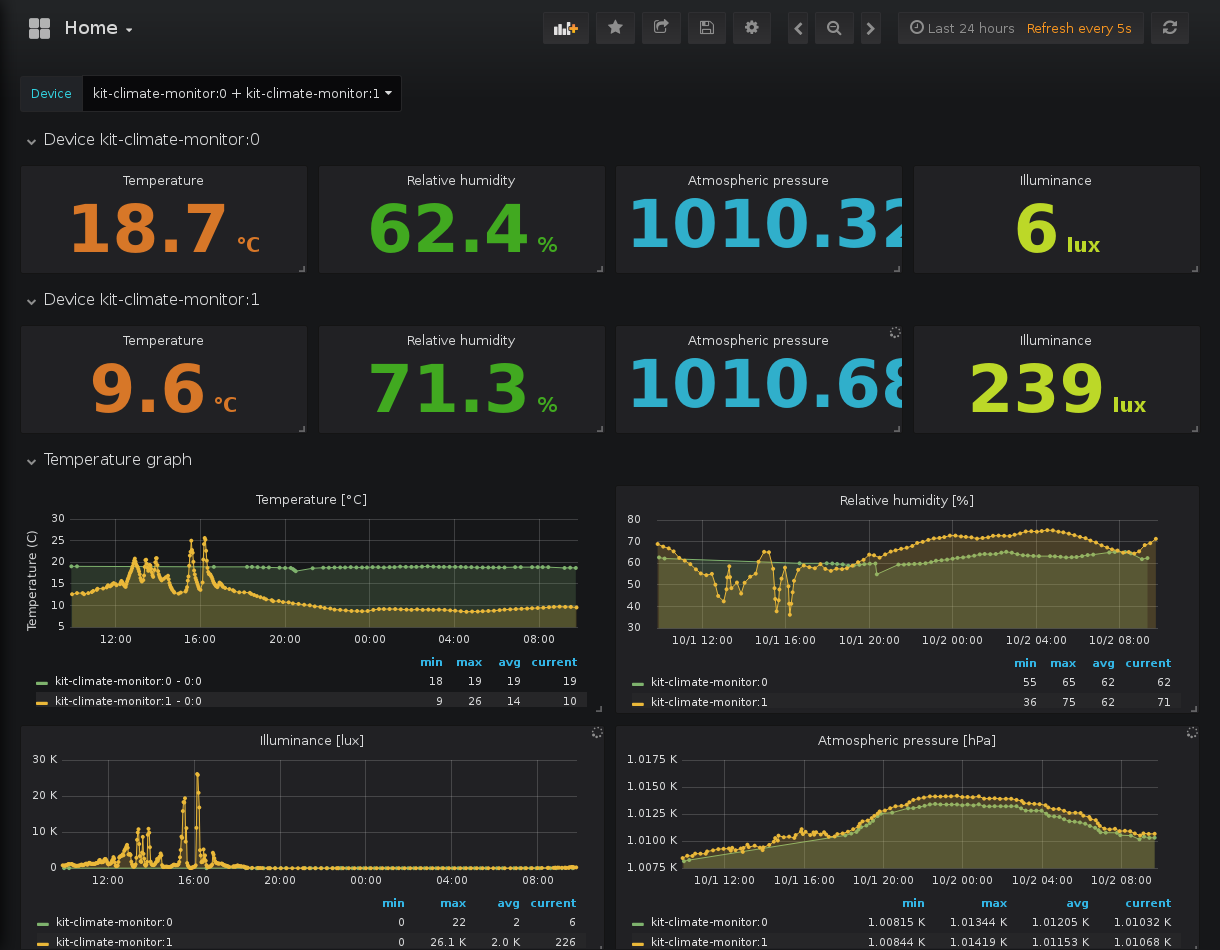 Home
Last 24 hours Refresh every 5s
Device kit-climate-monitor:0 + kit-climate-monitor:1
Device kit-climate-monitor:0
Temperature Relative humidity Atmospheric pressure Illuminance
18.7 °C 62.4 % 1010.32 6 lux
Device kit-climate-monitor:1
Temperature Relative humidity Atmospheric pressure Illuminance
9.6 °C 71.3 % 1010.68 239 lux
Temperature graph
Temperature [°C]
Temperature (C)
30
25
20
15
10
5
12:00 16:00 20:00 00:00 04:00 08:00
min max avg current
kit-climate-monitor:0 - 0:0 18 19 19 19
kit-climate-monitor:1 - 0:0 9 26 14 10
Relative humidity [%]
80
70
60
50
40
30
10/1 12:00 10/1 16:00 10/1 20:00 10/2 00:00 10/2 04:00 10/2 08:00
min max avg current
kit-climate-monitor:0 55 65 62 62
kit-climate-monitor:1 36 75 62 71
Illuminance [lux]
30 K
20 K
10 K
0
12:00 16:00 20:00 00:00 04:00 08:00
min max avg current
kit-climate-monitor:0 0 22 2 6
kit-climate-monitor:1 0 26.1 K 2.0 K 226
Atmospheric pressure [hPa]
1.0175 K
1.0150 K
1.0125 K
1.0100 K
1.0075 K
10/1 12:00 10/1 16:00 10/1 20:00 10/2 00:00 10/2 04:00 10/2 08:00
min max avg current
kit-climate-monitor:0 1.00815 K 1.01344 K 1.01205 K 1.01032 K
kit-climate-monitor:1 1.00844 K 1.01419 K 1.01153 K 1.01068 K